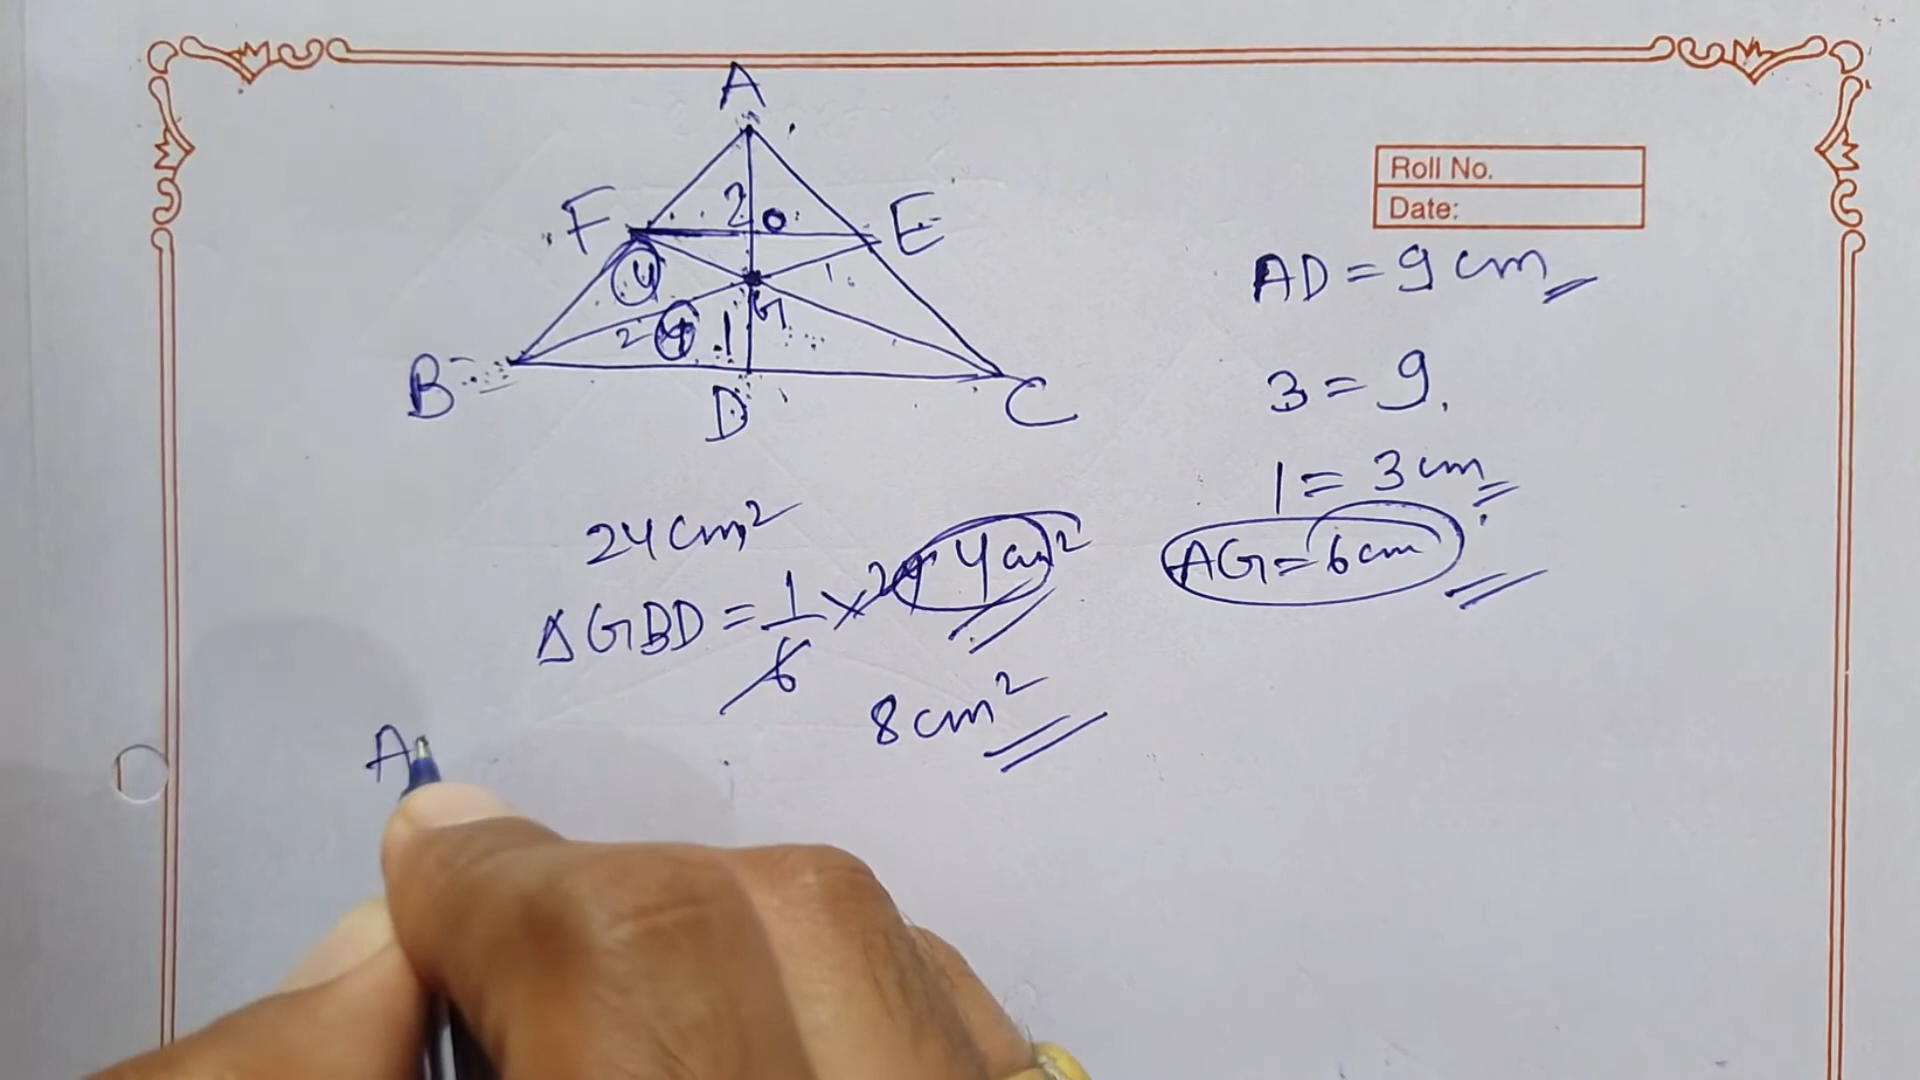 A
F 2 O E
4
G
2 4 1
B D C
Roll No.
Date:
AD = 9 cm
3 = 9
1 = 3 cm
AG = 6 cm
24 cm²
ΔGBD = 1/6 × 24 4 cm²
8 cm²
A